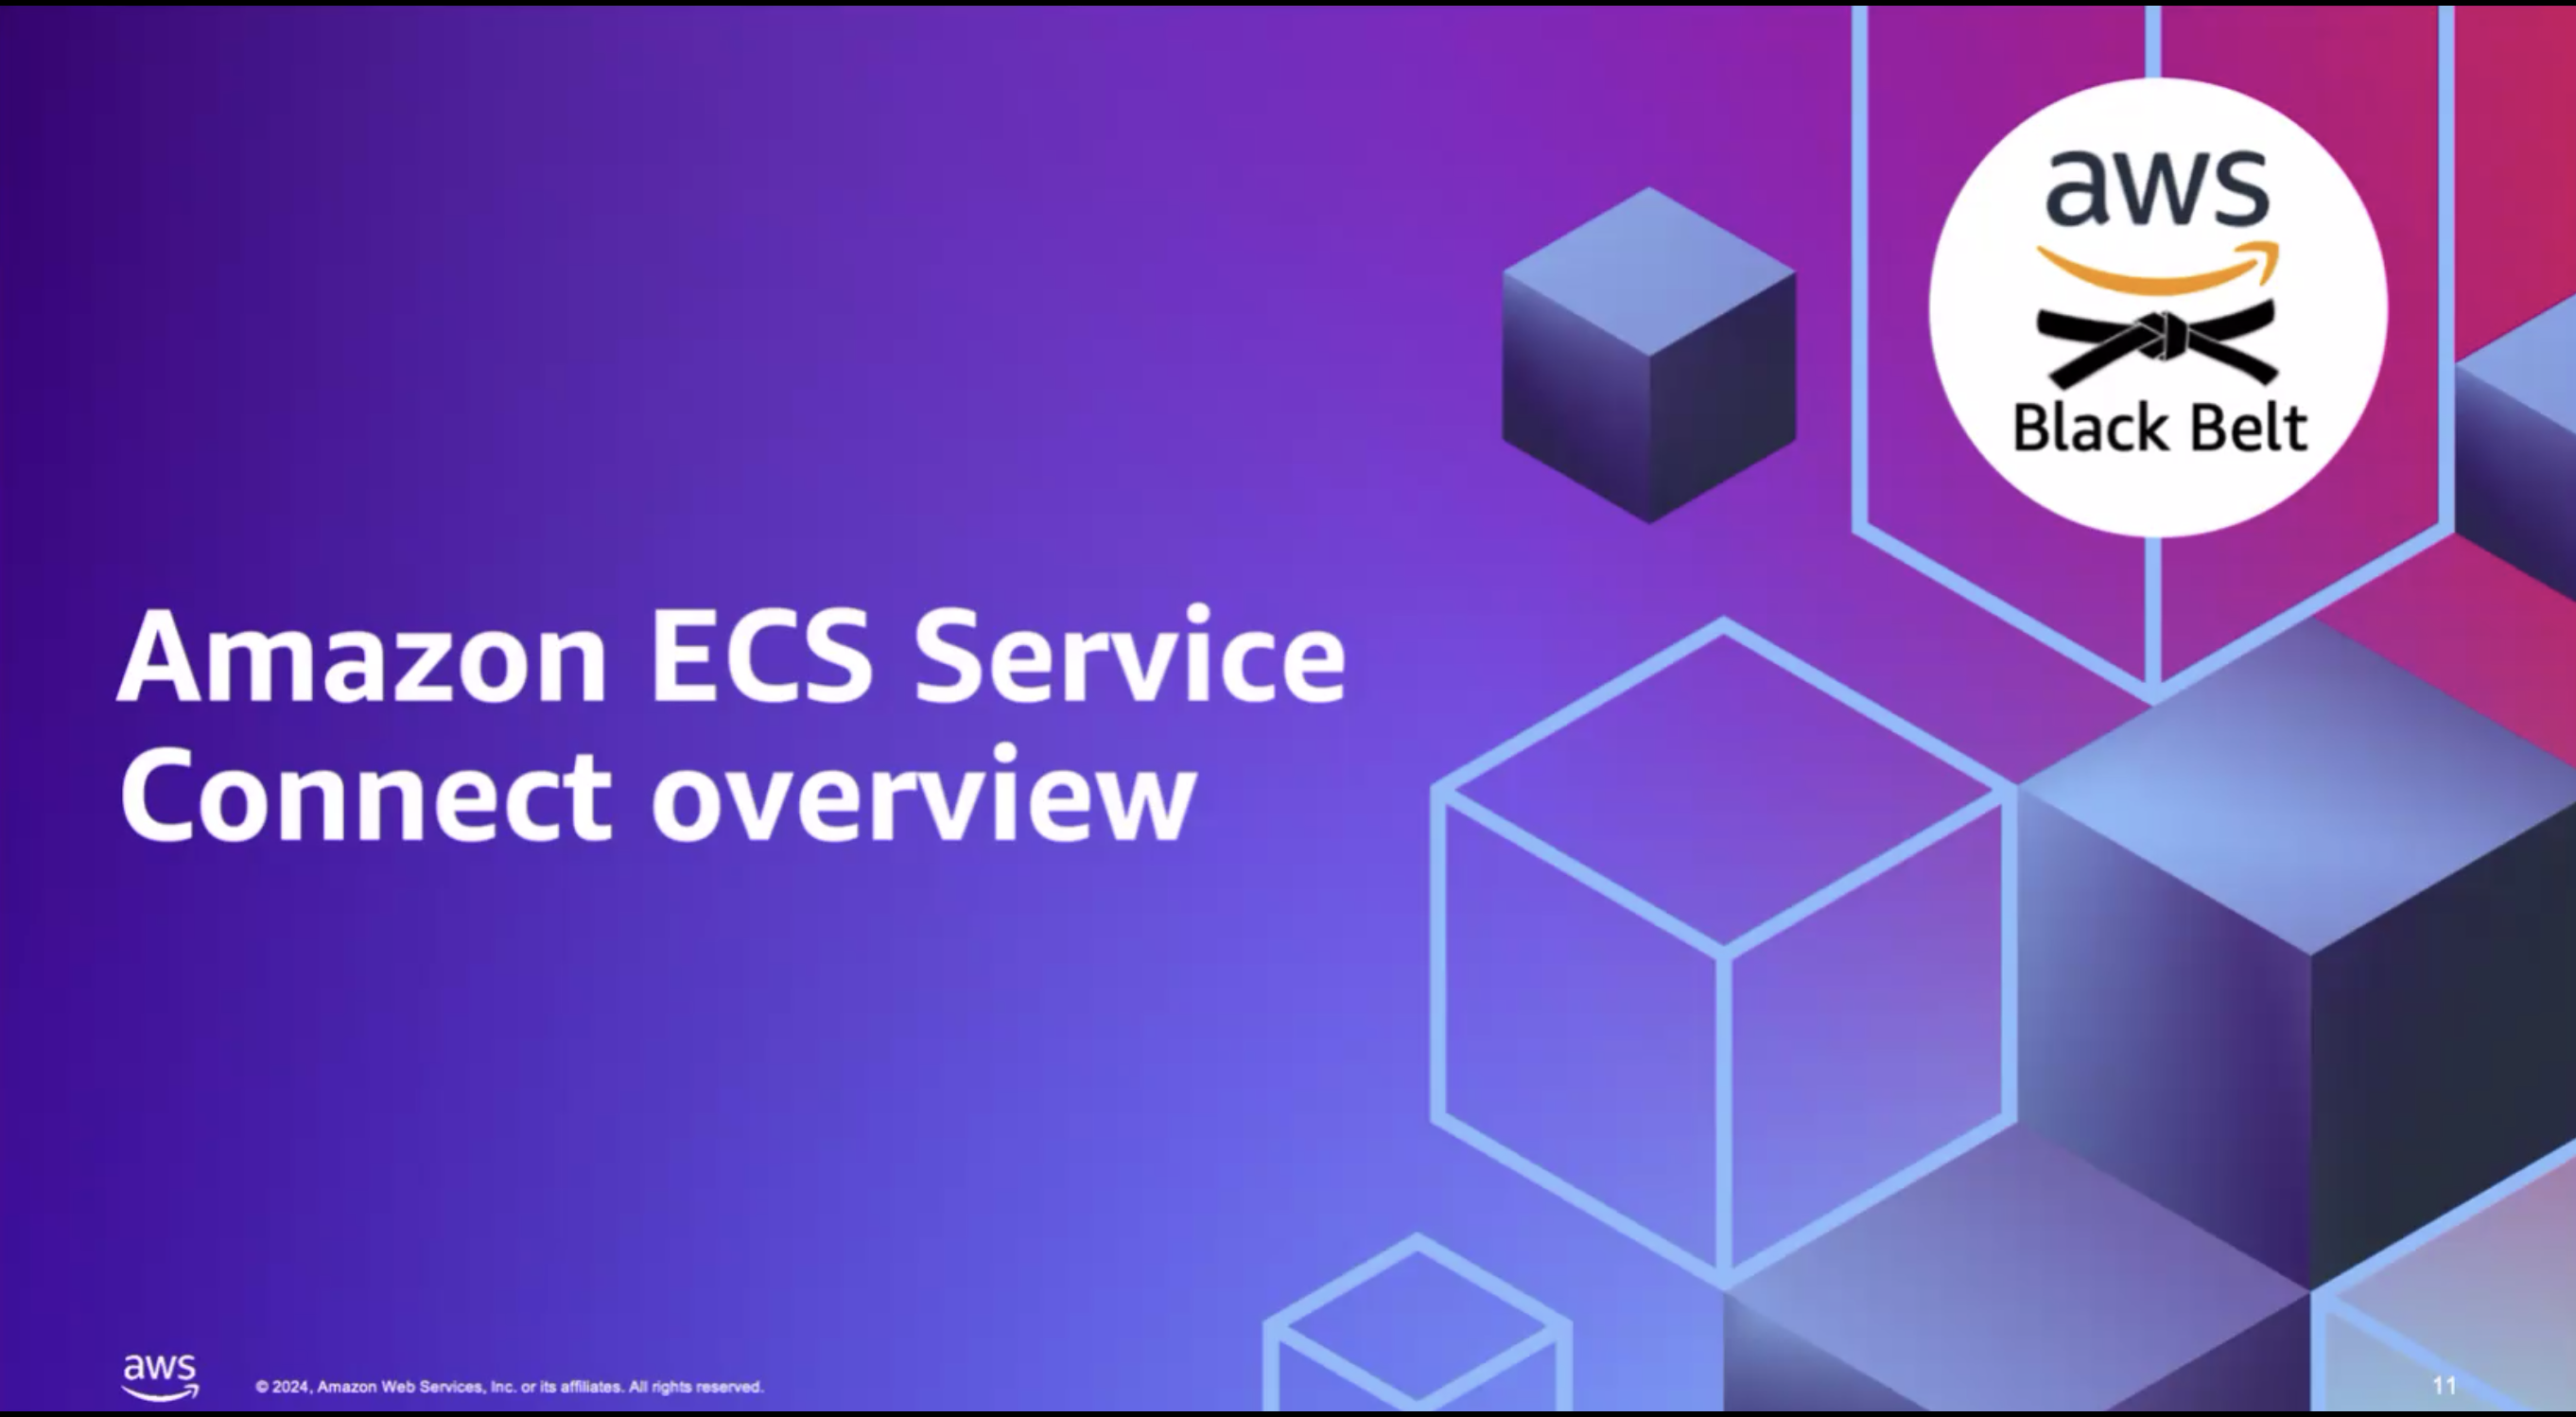 aws
Black Belt
Amazon ECS Service
Connect overview
aws
© 2024, Amazon Web Services, Inc. or its affiliates. All rights reserved.
11